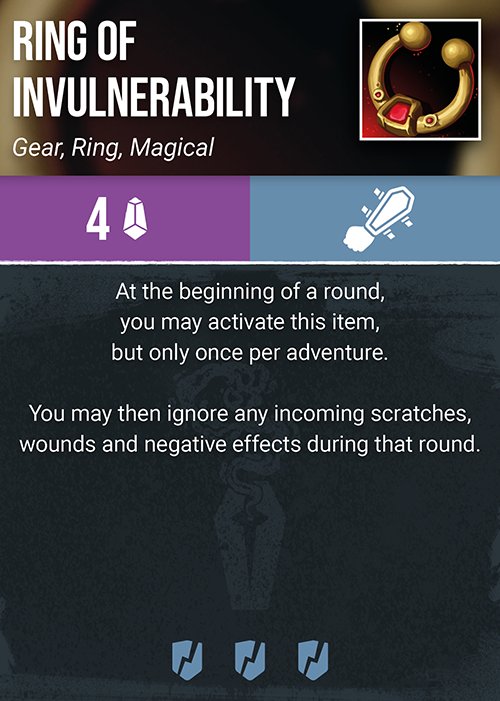 RING OF
INVULNERABILITY
Gear, Ring, Magical
4
At the beginning of a round,
you may activate this item,
but only once per adventure.
You may then ignore any incoming scratches,
wounds and negative effects during that round.